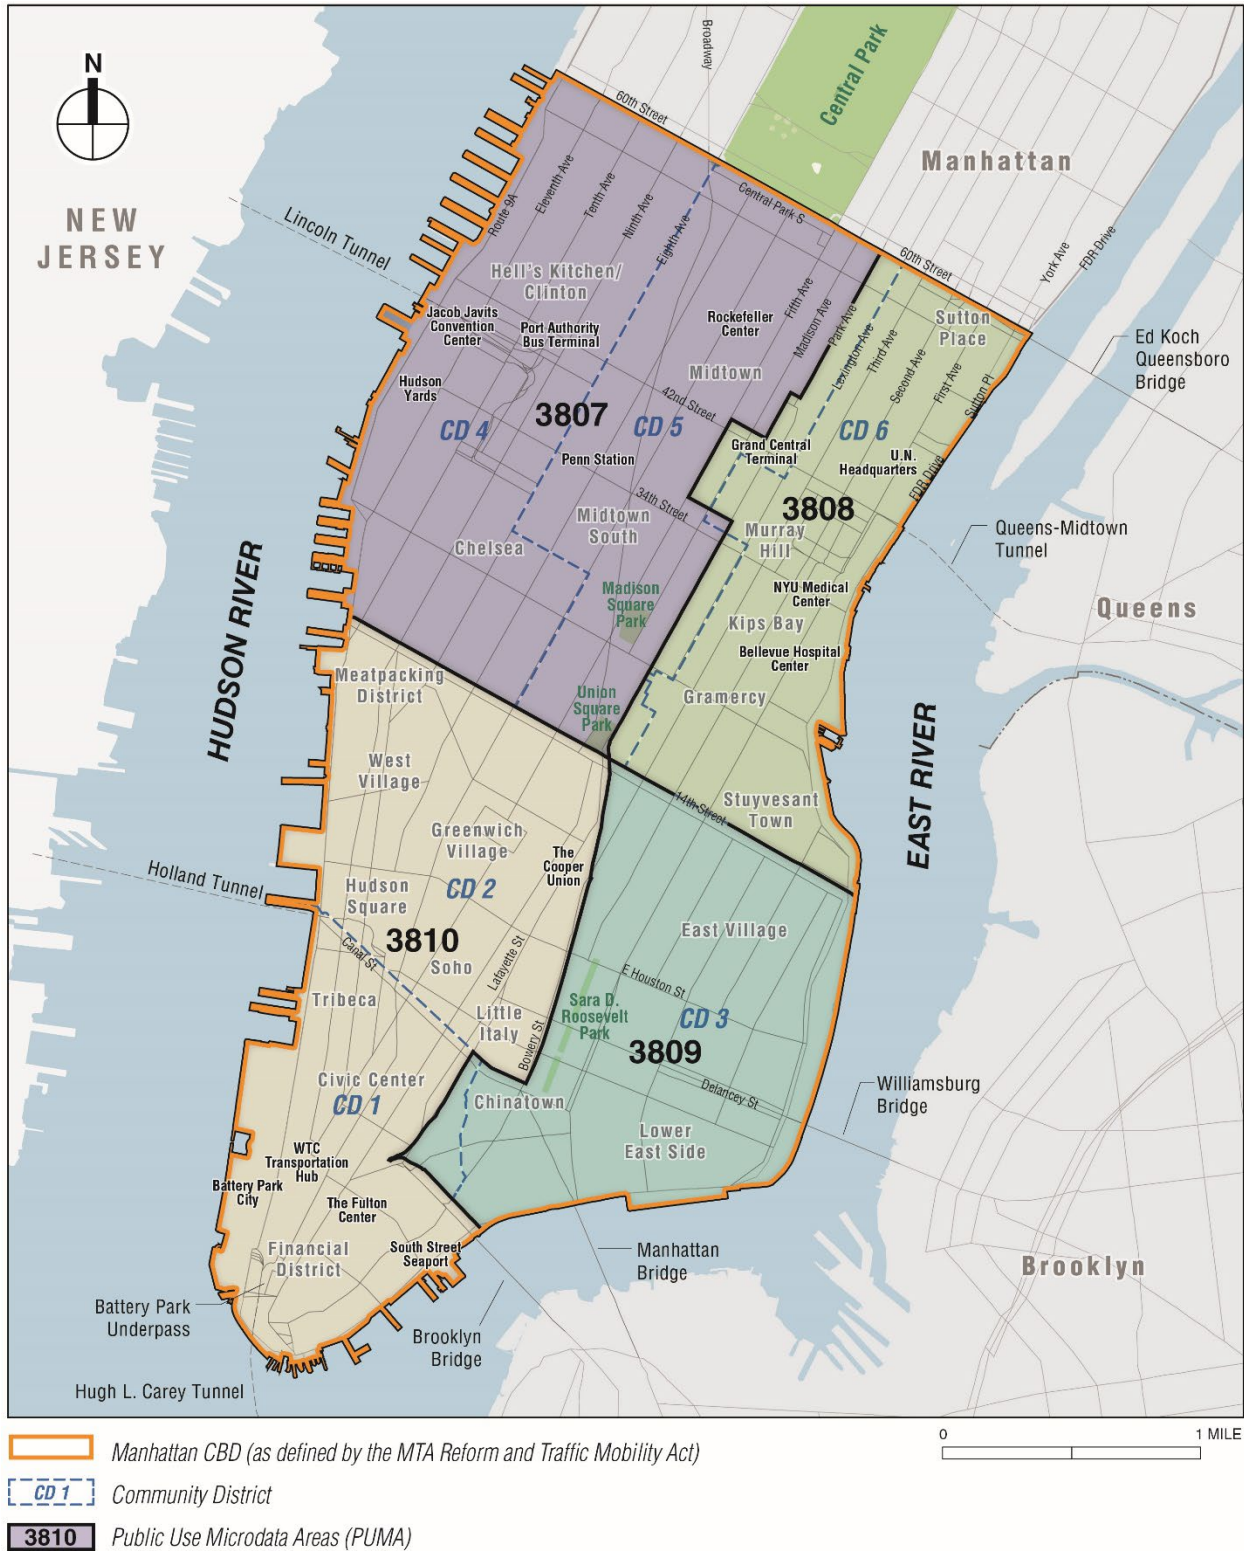 N
NEW
JERSEY
Lincoln Tunnel
Broadway
Central Park
Manhattan
60th Street
Central Park S
60th Street
York Ave
FDR Drive
Route 9A
Eleventh Ave
Tenth Ave
Ninth Ave
Eighth Ave
Fifth Ave
Madison Ave
Park Ave
Lexington Ave
Third Ave
Second Ave
First Ave
Sutton Pl
Hell's Kitchen/
Clinton
Jacob Javits
Convention
Center
Port Authority
Bus Terminal
Rockefeller
Center
Sutton
Place
Ed Koch
Queensboro
Bridge
Hudson
Yards
Midtown
42nd Street
3807
CD 4
CD 5
CD 6
Grand Central
Terminal
U.N.
Headquarters
FDR Drive
Penn Station
34th Street
3808
Midtown
South
Murray
Hill
Queens-Midtown
Tunnel
Chelsea
Madison
Square
Park
NYU Medical
Center
Kips Bay
Queens
HUDSON RIVER
Bellevue Hospital
Center
Meatpacking
District
Union
Square
Park
Gramercy
EAST RIVER
West
Village
14th Street
Stuyvesant
Town
Greenwich
Village
The
Cooper
Union
Holland Tunnel
Hudson
Square
CD 2
3810
Canal St
Soho
Lafayette St
East Village
Tribeca
Little
Italy
Bowery St
Sara D.
Roosevelt
Park
E Houston St
CD 3
3809
Civic Center
CD 1
Chinatown
Delancey St
Williamsburg
Bridge
Lower
East Side
WTC
Transportation
Hub
Battery Park
City
The Fulton
Center
Financial
District
South Street
Seaport
Manhattan
Bridge
Brooklyn
Battery Park
Underpass
Brooklyn
Bridge
Hugh L. Carey Tunnel
Manhattan CBD (as defined by the MTA Reform and Traffic Mobility Act)
0 1 MILE
CD 1 Community District
3810 Public Use Microdata Areas (PUMA)